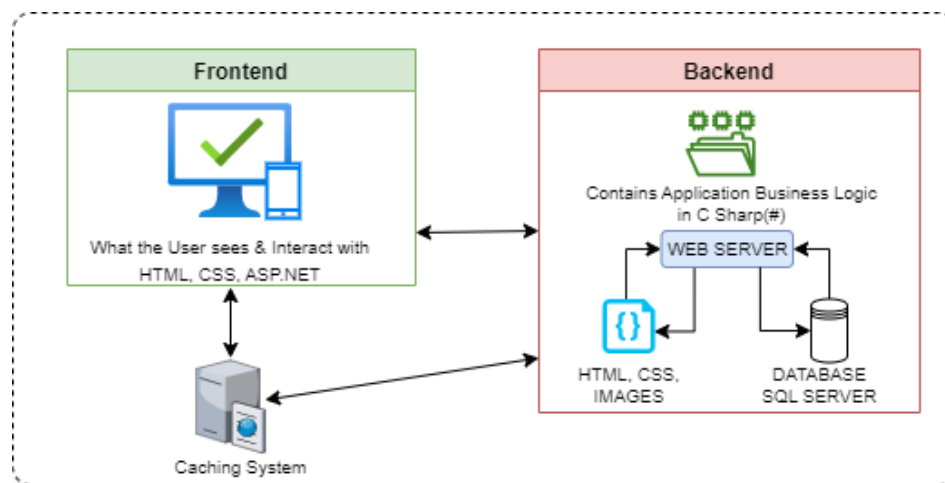 Frontend
What the User sees & Interact with
HTML, CSS, ASP.NET
Backend
Contains Application Business Logic
in C Sharp(#)
WEB SERVER
{}
HTML, CSS,
IMAGES
DATABASE
SQL SERVER
Caching System